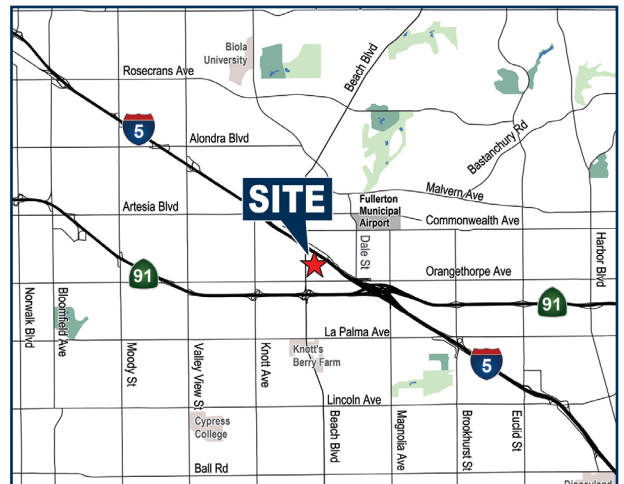 Biola
University
Beach Blvd
Rosecrans Ave
5
Alondra Blvd
Bastanchury Rd
SITE
Malvern Ave
Artesia Blvd
Fullerton
Municipal
Airport
Commonwealth Ave
Dale St
Harbor Blvd
Orangethorpe Ave
91
91
Norwalk Blvd
Bloomfield Ave
La Palma Ave
Moody St
Valley View St
Knott Ave
Knott's
Berry Farm
5
Lincoln Ave
Beach Blvd
Magnolia Ave
Brookhurst St
Euclid St
Cypress
College
Ball Rd